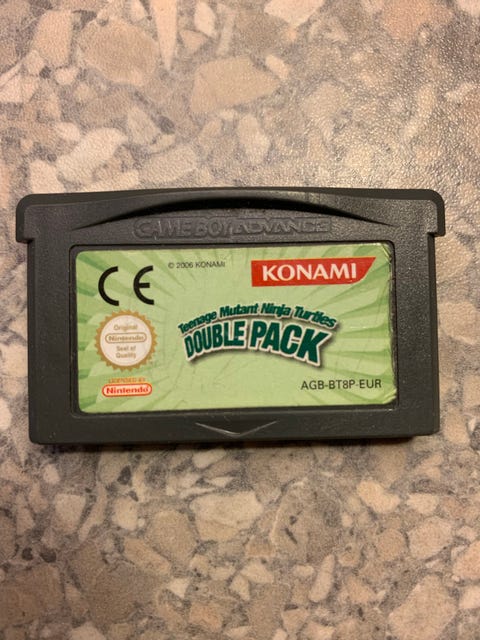 GAME BOY ADVANCE
© 2006 KONAMI
KONAMI
CE
Teenage Mutant Ninja Turtles
DOUBLE PACK
Original
Nintendo
Seal of
Quality
LICENSED BY
Nintendo
AGB-BT8P-EUR